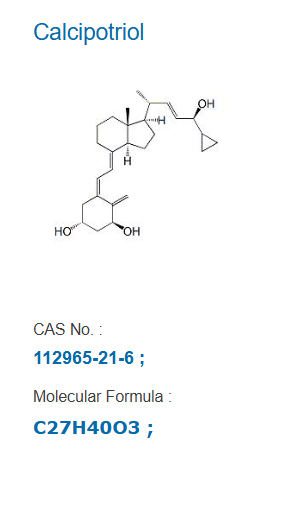 Calcipotriol
OH
H
H
HO
OH
CAS No. :
112965-21-6 ;
Molecular Formula :
C27H40O3 ;